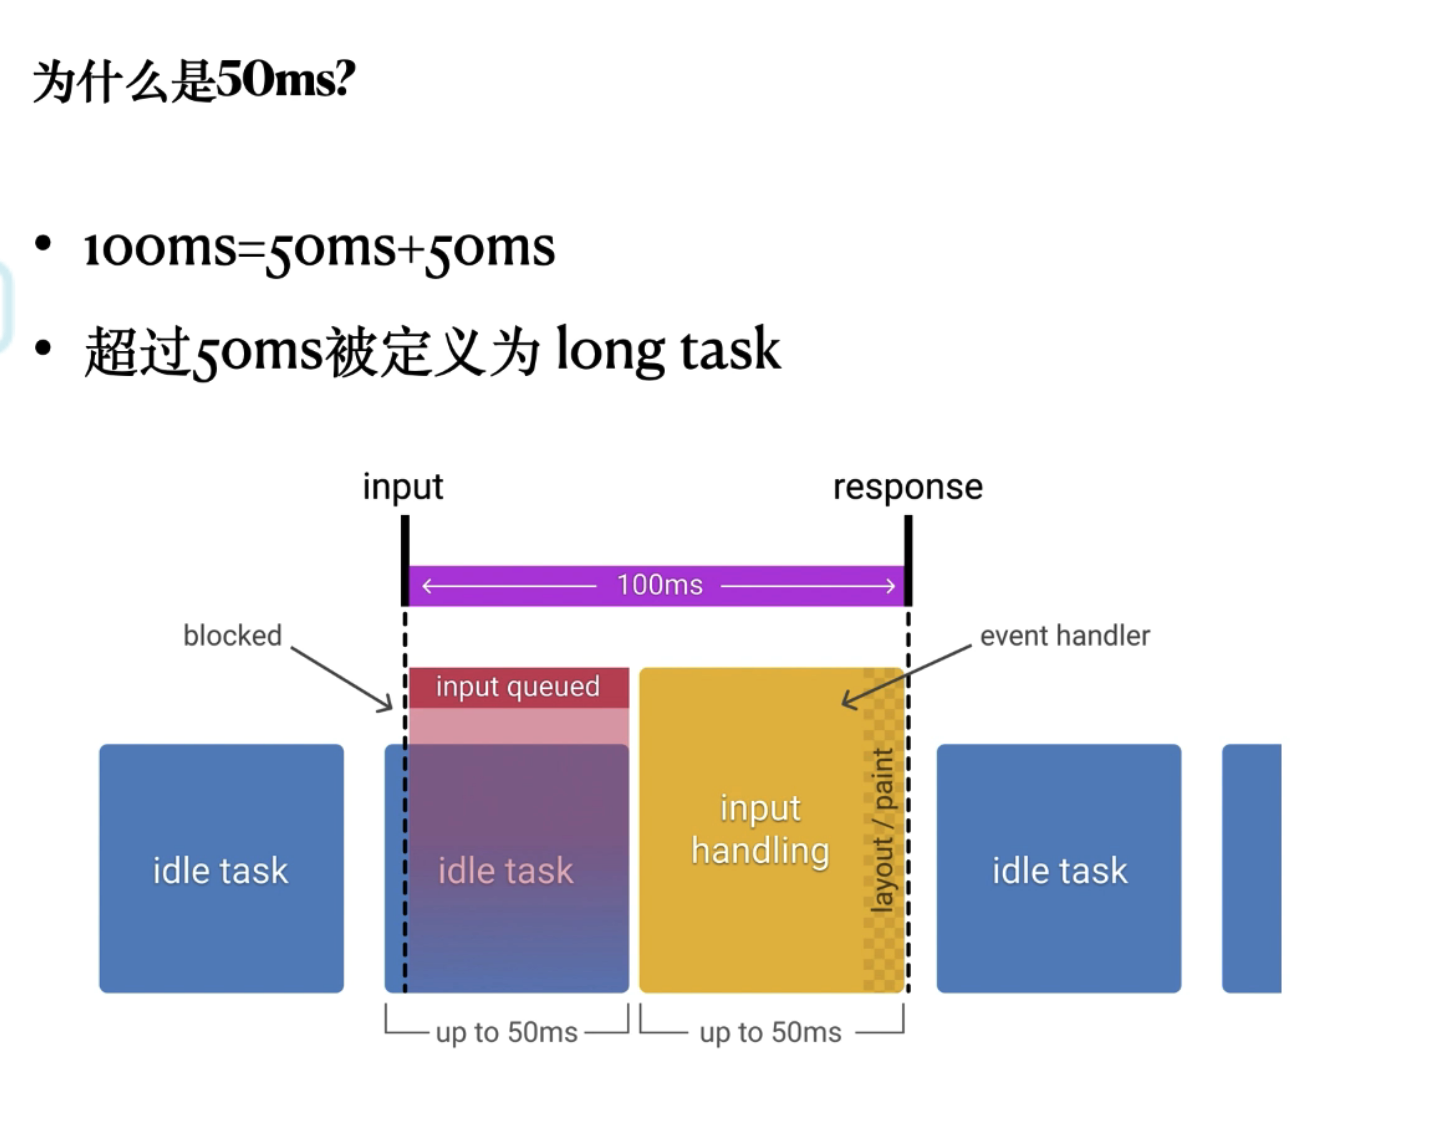 为什么是50ms?
• 100ms=50ms+50ms
• 超过50ms被定义为 long task
input
response
100ms
blocked
event handler
input queued
idle task
idle task
input
handling
layout / paint
idle task
up to 50ms
up to 50ms